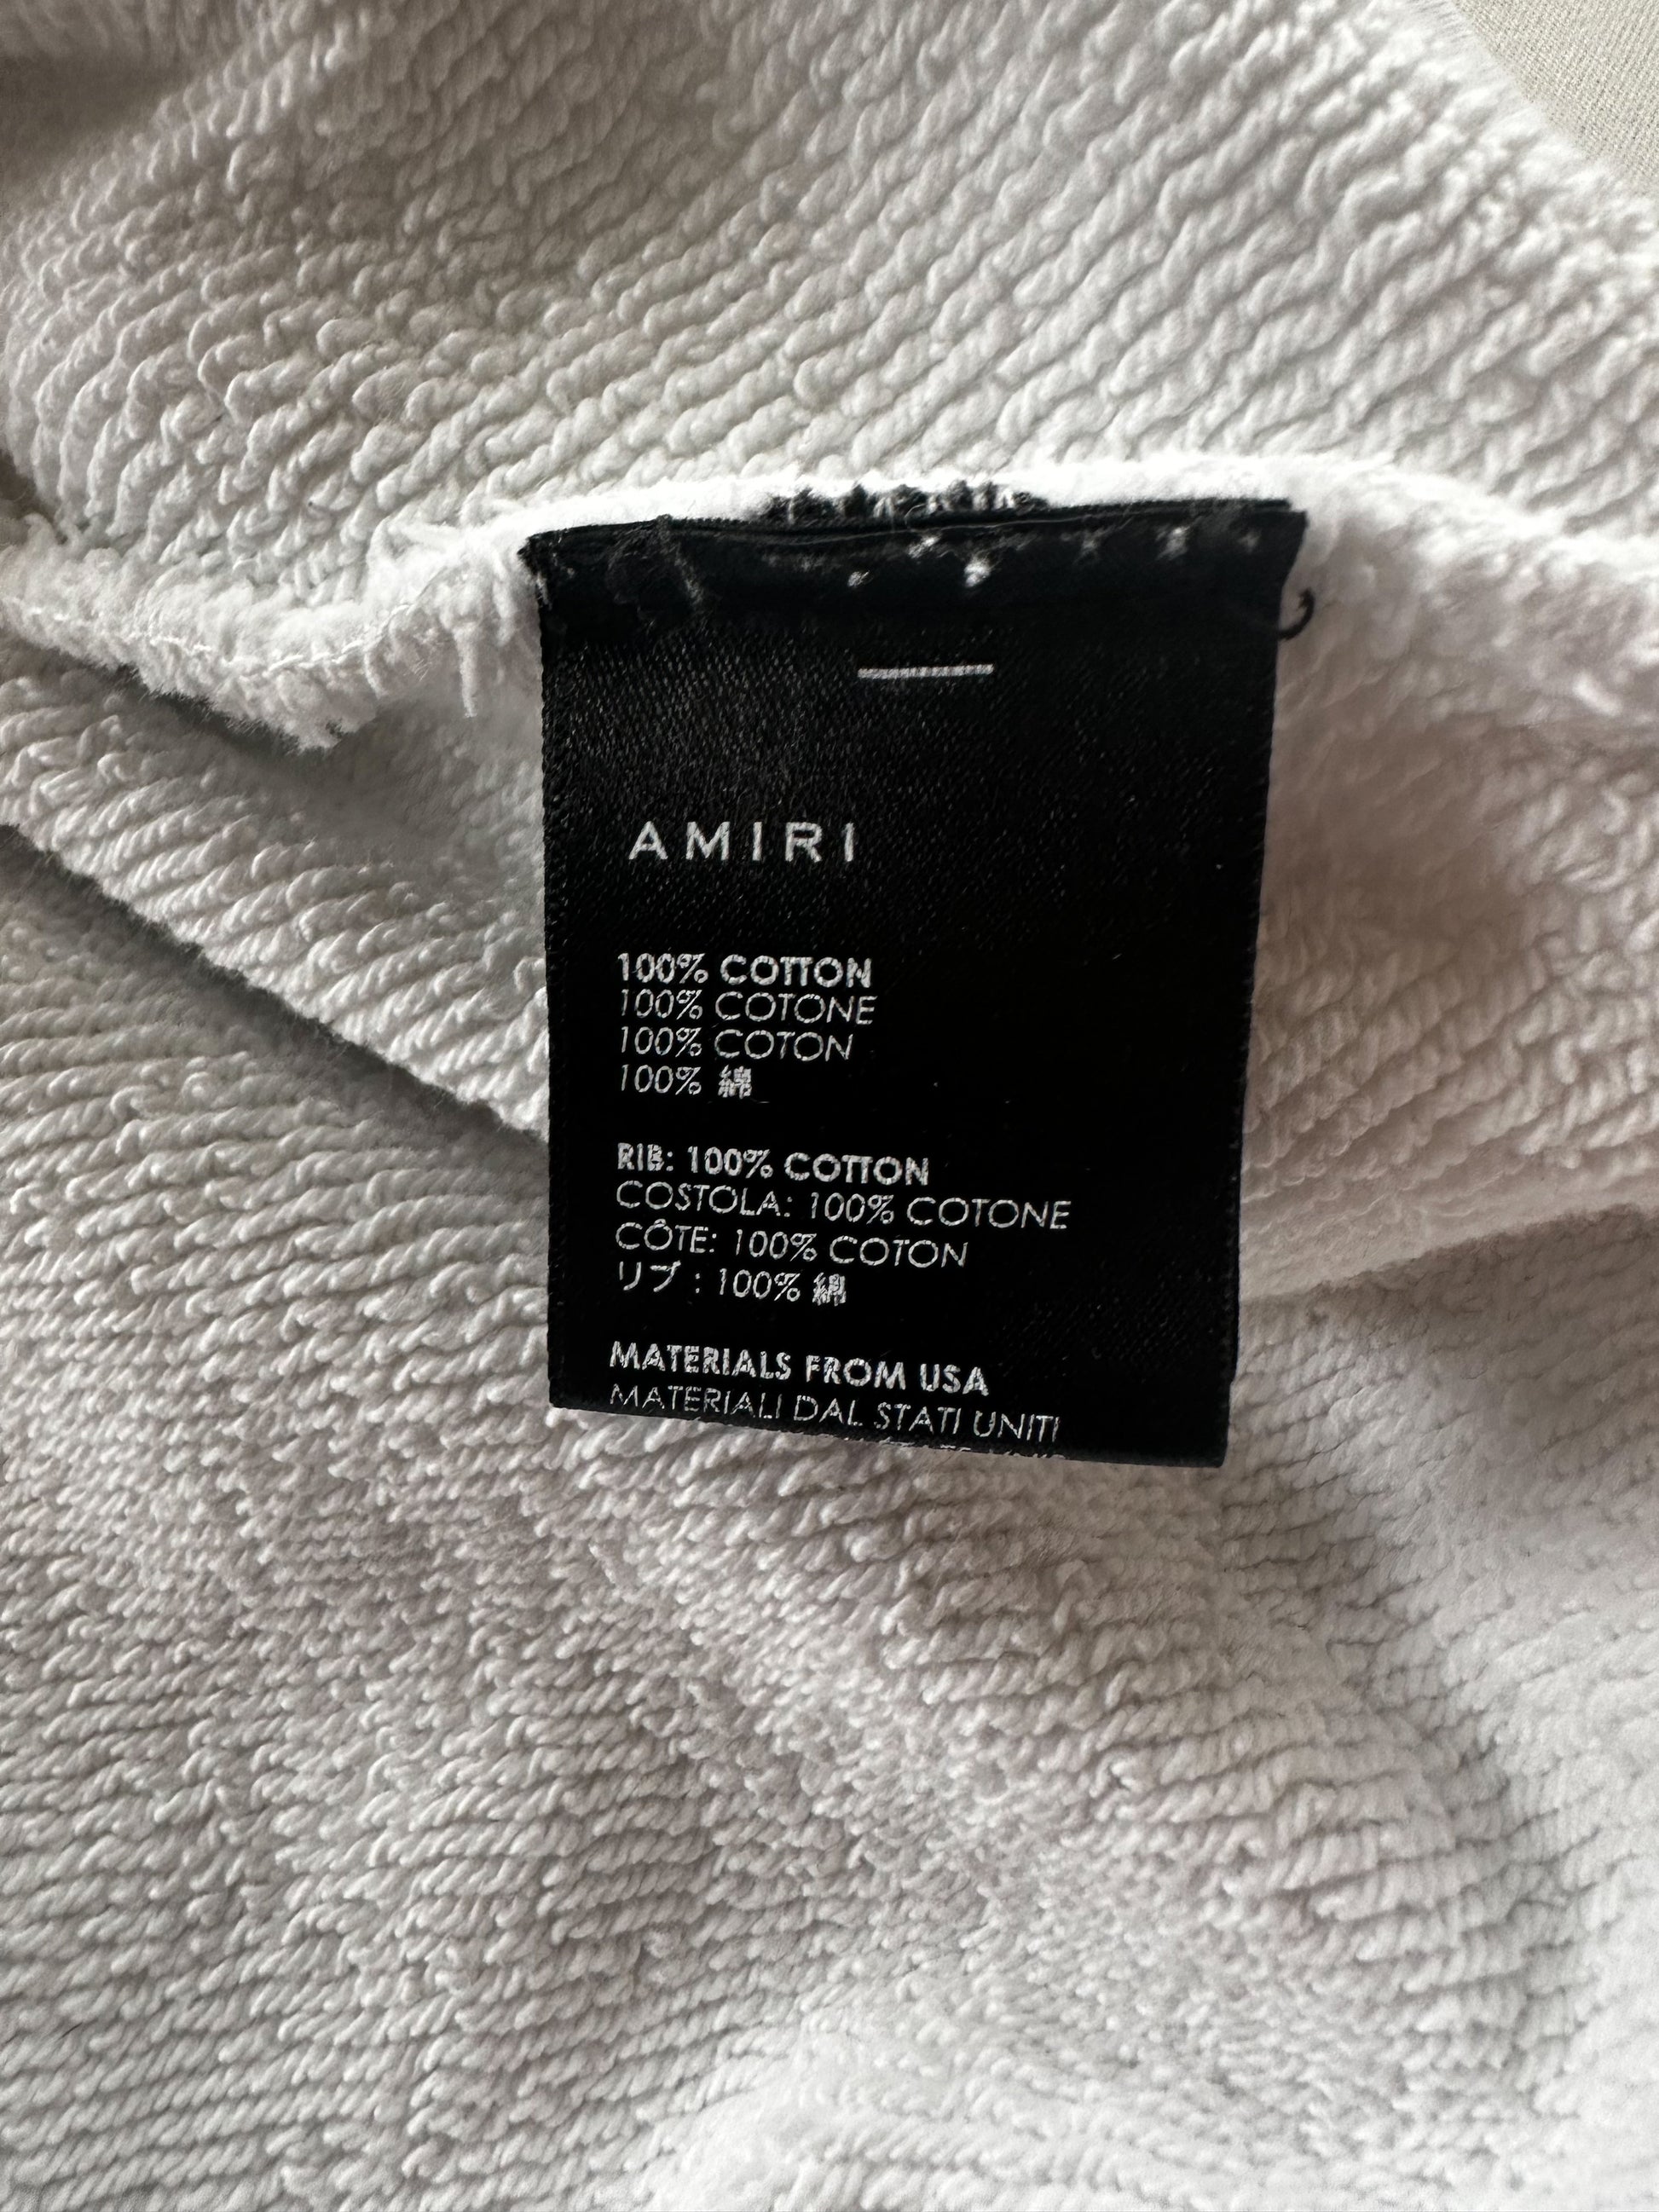 AMIRI
100% COTTON
100% COTONE
100% COTON
100% 綿
RIB: 100% COTTON
COSTOLA: 100% COTONE
CÔTE: 100% COTON
リブ : 100% 綿
MATERIALS FROM USA
MATERIALI DAL STATI UNITI